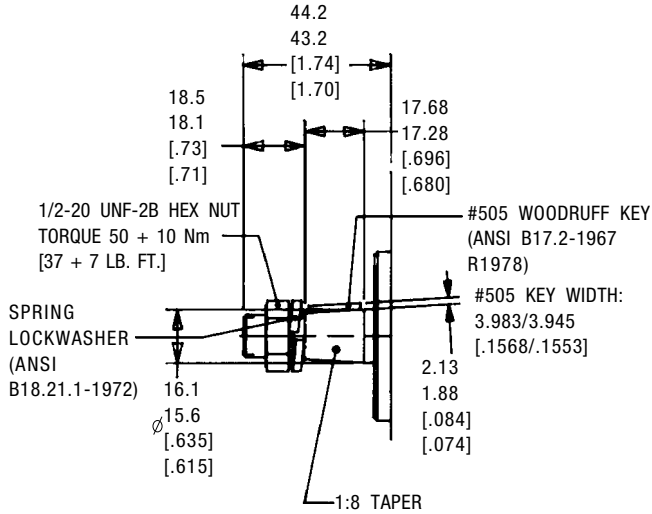 44.2
43.2
[1.74]
[1.70]
18.5
18.1
[.73]
[.71]
17.68
17.28
[.696]
[.680]
1/2-20 UNF-2B HEX NUT
TORQUE 50 + 10 Nm
[37 + 7 LB. FT.]
#505 WOODRUFF KEY
(ANSI B17.2-1967
R1978)
#505 KEY WIDTH:
3.983/3.945
[.1568/.1553]
SPRING
LOCKWASHER
(ANSI
B18.21.1-1972)
16.1
⌀15.6
[.635]
[.615]
2.13
1.88
[.084]
[.074]
1:8 TAPER